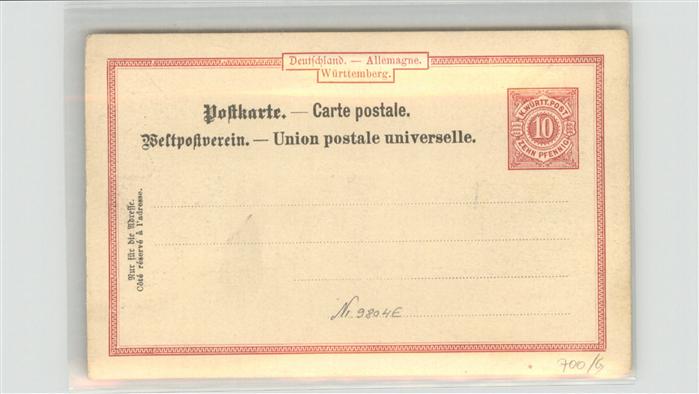 Deutschland. — Allemagne.
Württemberg.
Postkarte. — Carte postale.
Weltpostverein. — Union postale universelle.
K. WÜRTT. POST
10
ZEHN PFENNIG
Nur für die Adresse.
Côté réservé à l'adresse.
Nr. 9804E
700/G